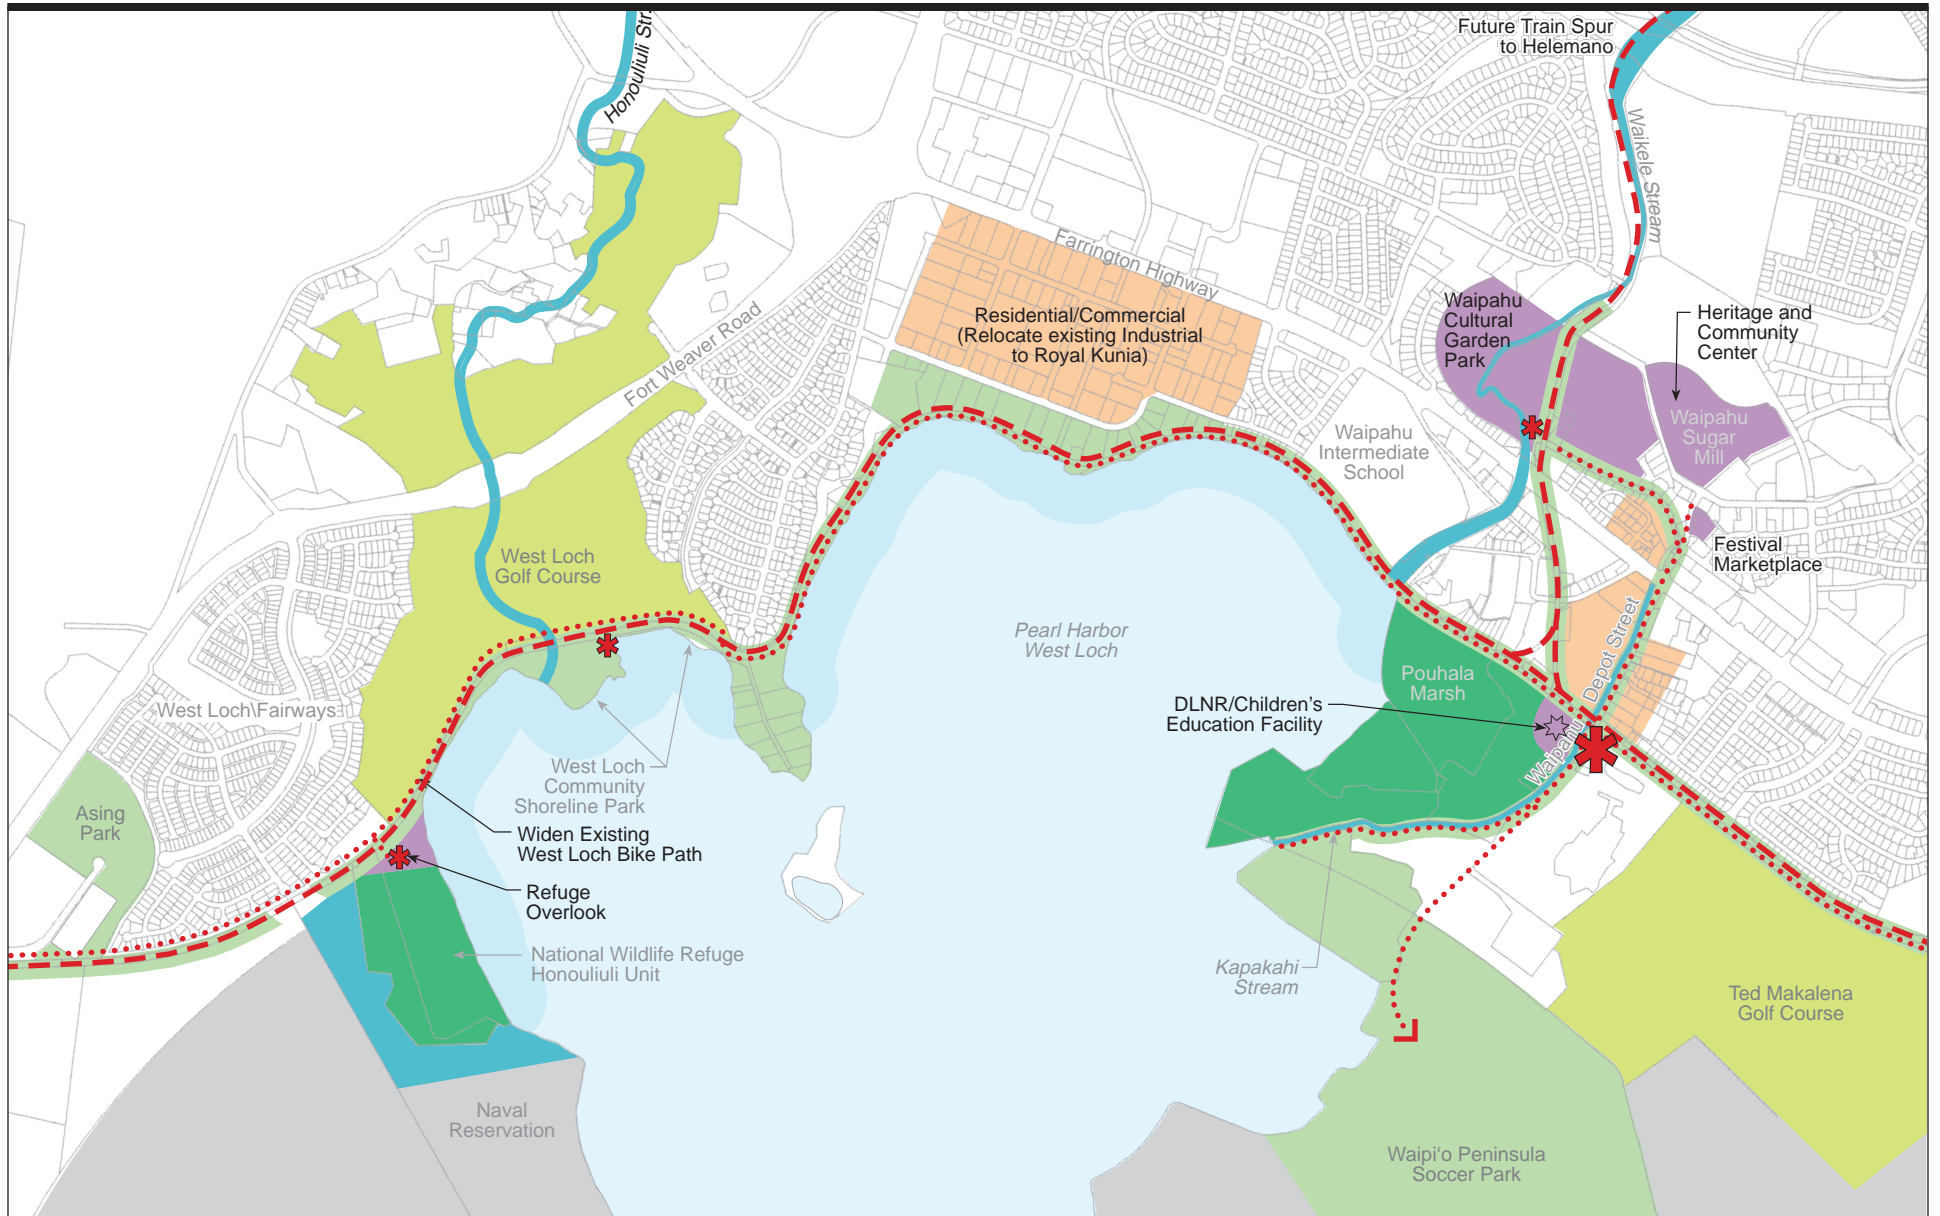 Future Train Spur
to Helemano
Honouliuli Str.
Waikele Stream
Farrington Highway
Fort Weaver Road
Residential/Commercial
(Relocate existing Industrial
to Royal Kunia)
Waipahu
Cultural
Garden
Park
Heritage and
Community
Center
Waipahu
Sugar
Mill
Waipahu
Intermediate
School
Festival
Marketplace
West Loch
Golf Course
Pearl Harbor
West Loch
Pouhala
Marsh
Waipahu Depot Street
DLNR/Children's
Education Facility
West Loch\Fairways
West Loch
Community
Shoreline Park
Asing
Park
Widen Existing
West Loch Bike Path
Refuge
Overlook
National Wildlife Refuge
Honouliuli Unit
Kapakahi
Stream
Ted Makalena
Golf Course
Naval
Reservation
Waipi‘o Peninsula
Soccer Park